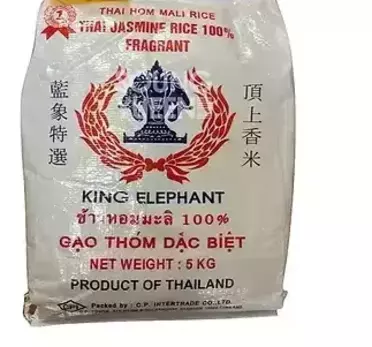 THAI HOM MALI RICE
THAI JASMINE RICE 100%
FRAGRANT
藍象特選
頂上香米
KING ELEPHANT
ข้าวหอมมะลิ 100%
GẠO THƠM DẶC BIỆT
NET WEIGHT : 5 KG
PRODUCT OF THAILAND
Packed by : C.P. INTERTRADE CO.,LTD.